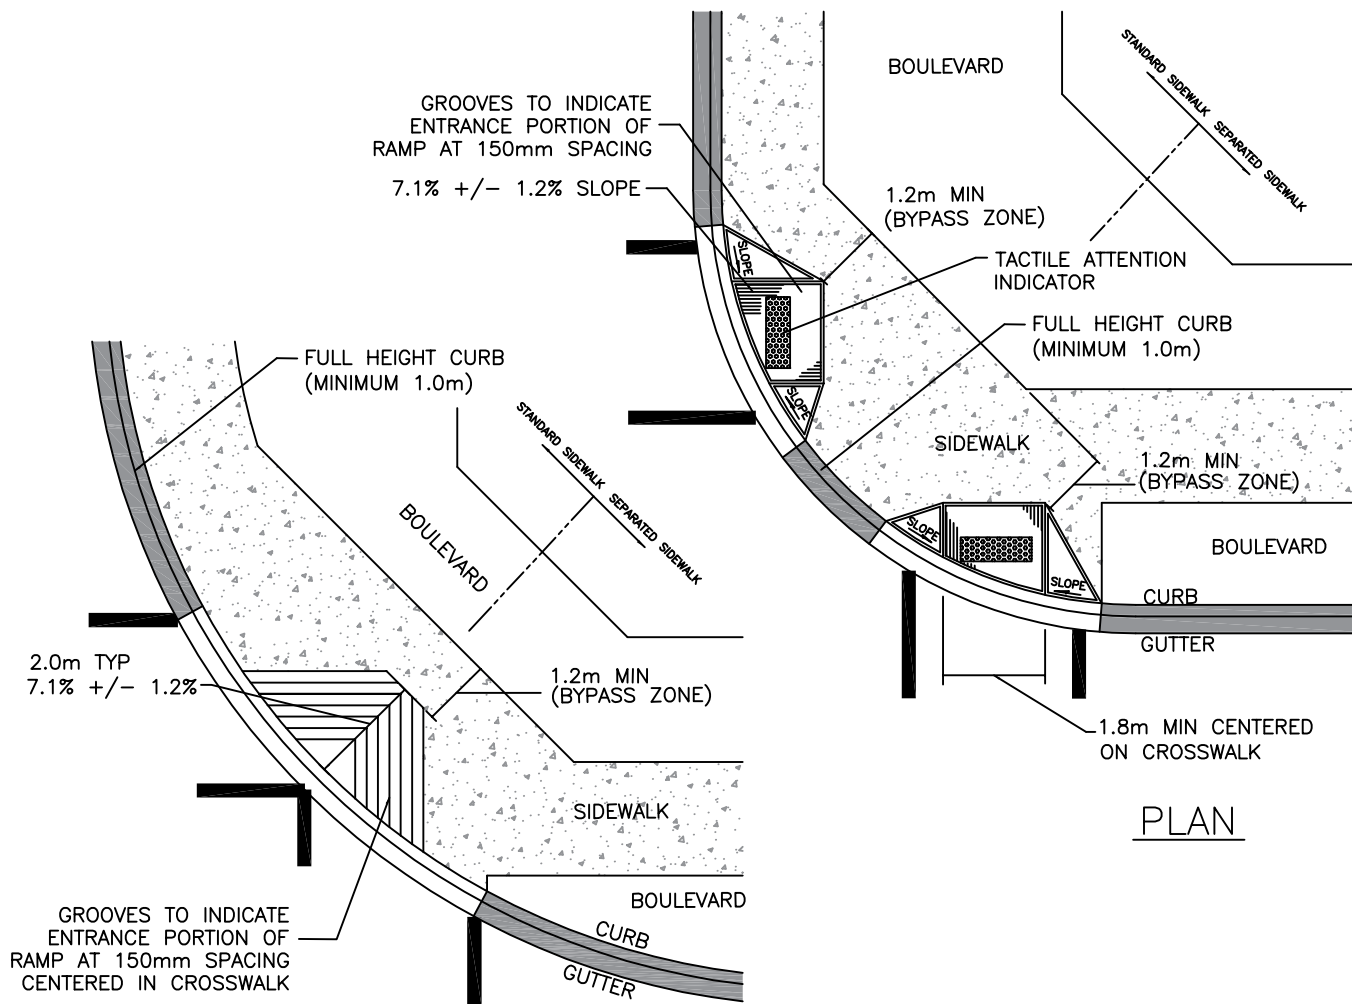 BOULEVARD
STANDARD SIDEWALK SEPARATED SIDEWALK
GROOVES TO INDICATE
ENTRANCE PORTION OF
RAMP AT 150mm SPACING
7.1% +/- 1.2% SLOPE
1.2m MIN
(BYPASS ZONE)
SLOPE
TACTILE ATTENTION
INDICATOR
FULL HEIGHT CURB
(MINIMUM 1.0m)
SLOPE
SIDEWALK
1.2m MIN
(BYPASS ZONE)
SLOPE
SLOPE
BOULEVARD
CURB
GUTTER
1.8m MIN CENTERED
ON CROSSWALK
PLAN
FULL HEIGHT CURB
(MINIMUM 1.0m)
STANDARD SIDEWALK SEPARATED SIDEWALK
BOULEVARD
2.0m TYP
7.1% +/- 1.2%
1.2m MIN
(BYPASS ZONE)
SIDEWALK
BOULEVARD
CURB
GUTTER
GROOVES TO INDICATE
ENTRANCE PORTION OF
RAMP AT 150mm SPACING
CENTERED IN CROSSWALK